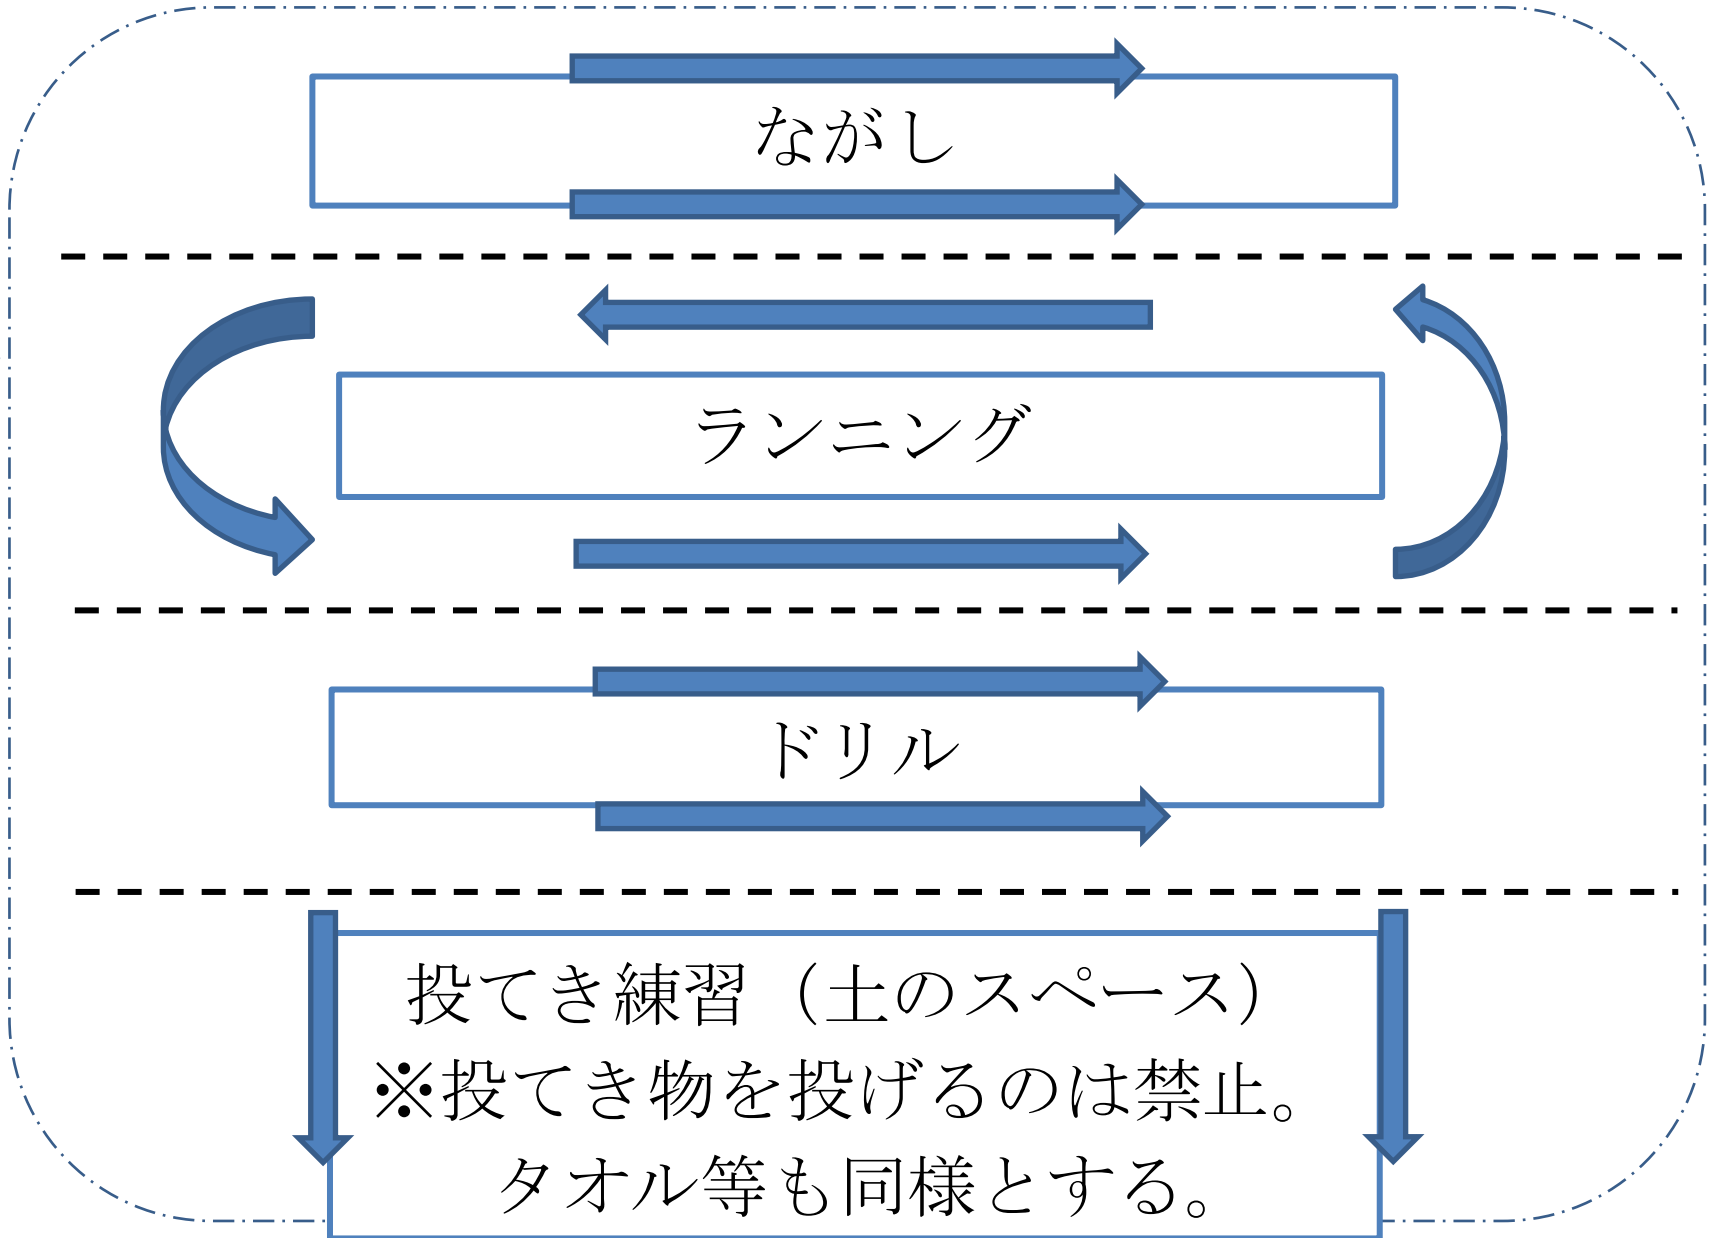 ながし
ランニング
ドリル
投てき練習（土のスペース）
※投てき物を投げるのは禁止。
タオル等も同様とする。